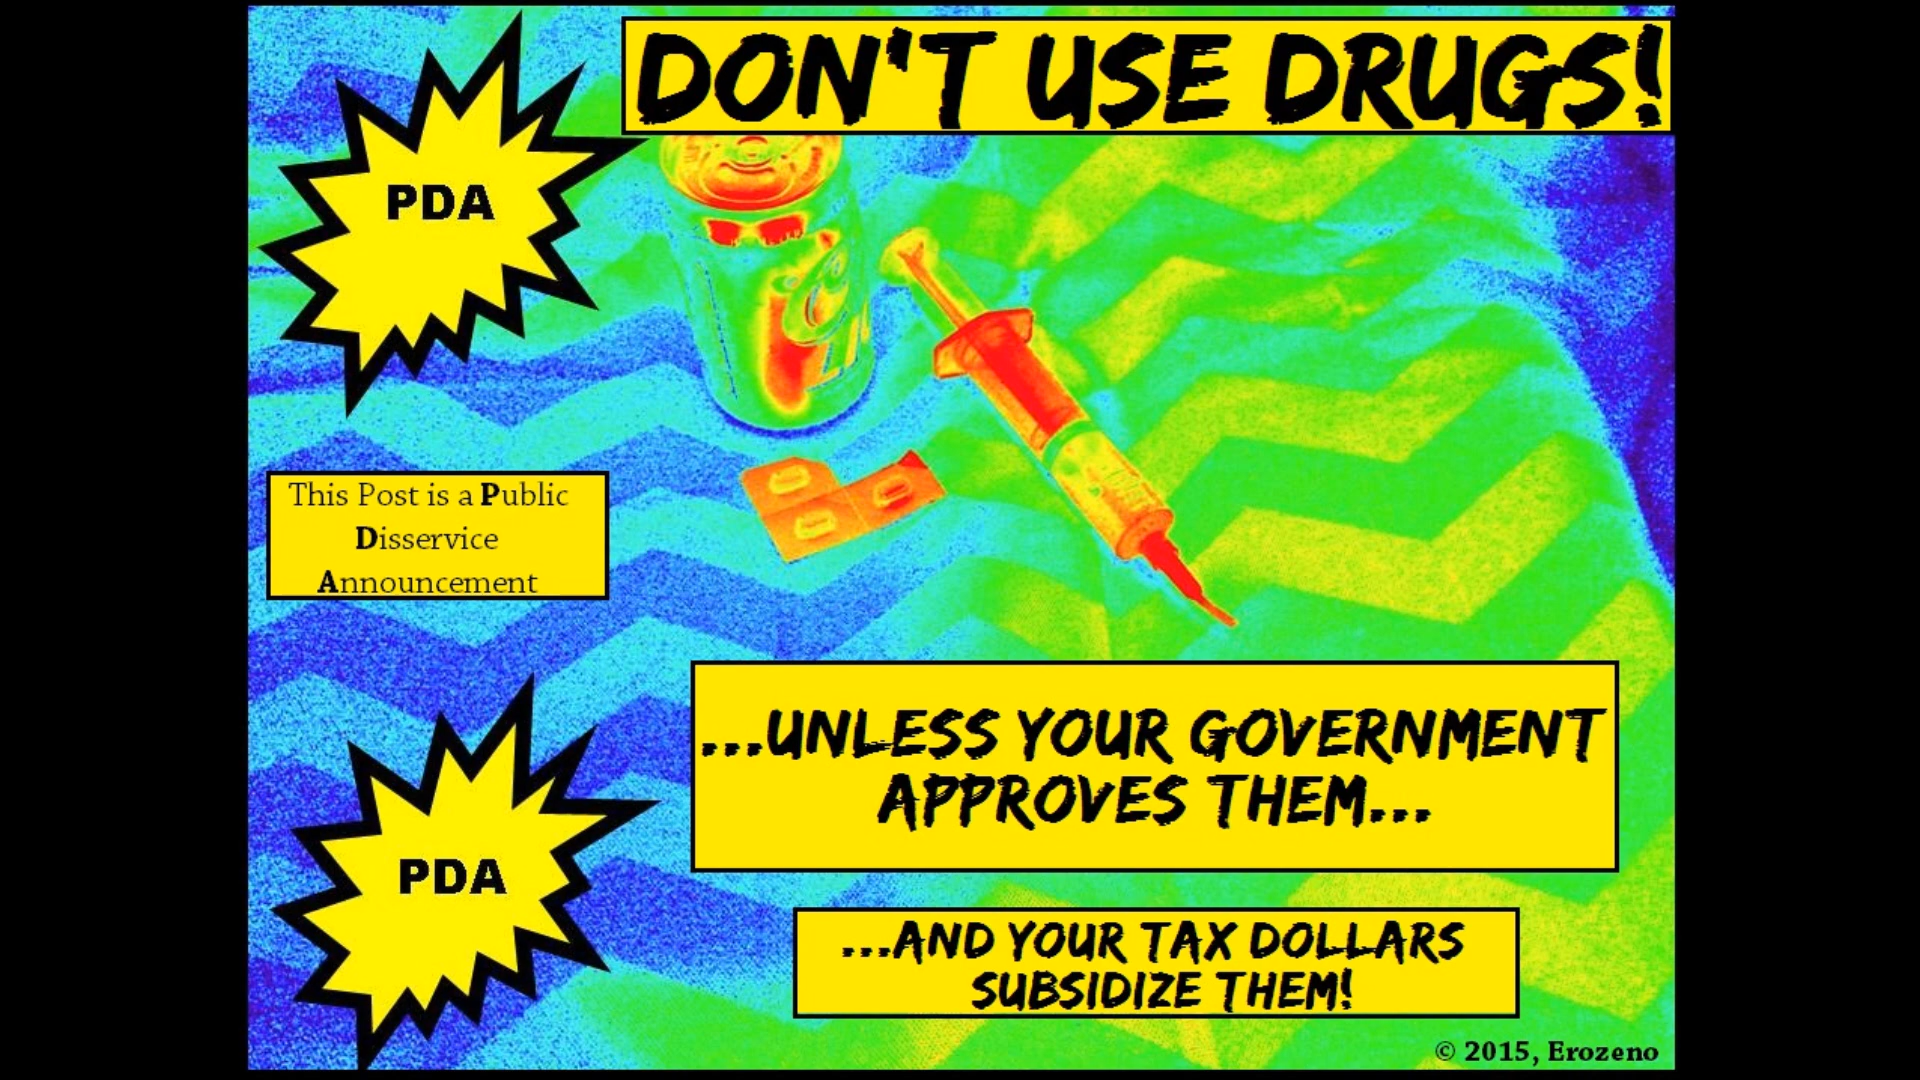 DON'T USE DRUGS!
PDA
This Post is a Public
Disservice
Announcement
...UNLESS YOUR GOVERNMENT
APPROVES THEM...
PDA
...AND YOUR TAX DOLLARS
SUBSIDIZE THEM!
© 2015, Erozeno